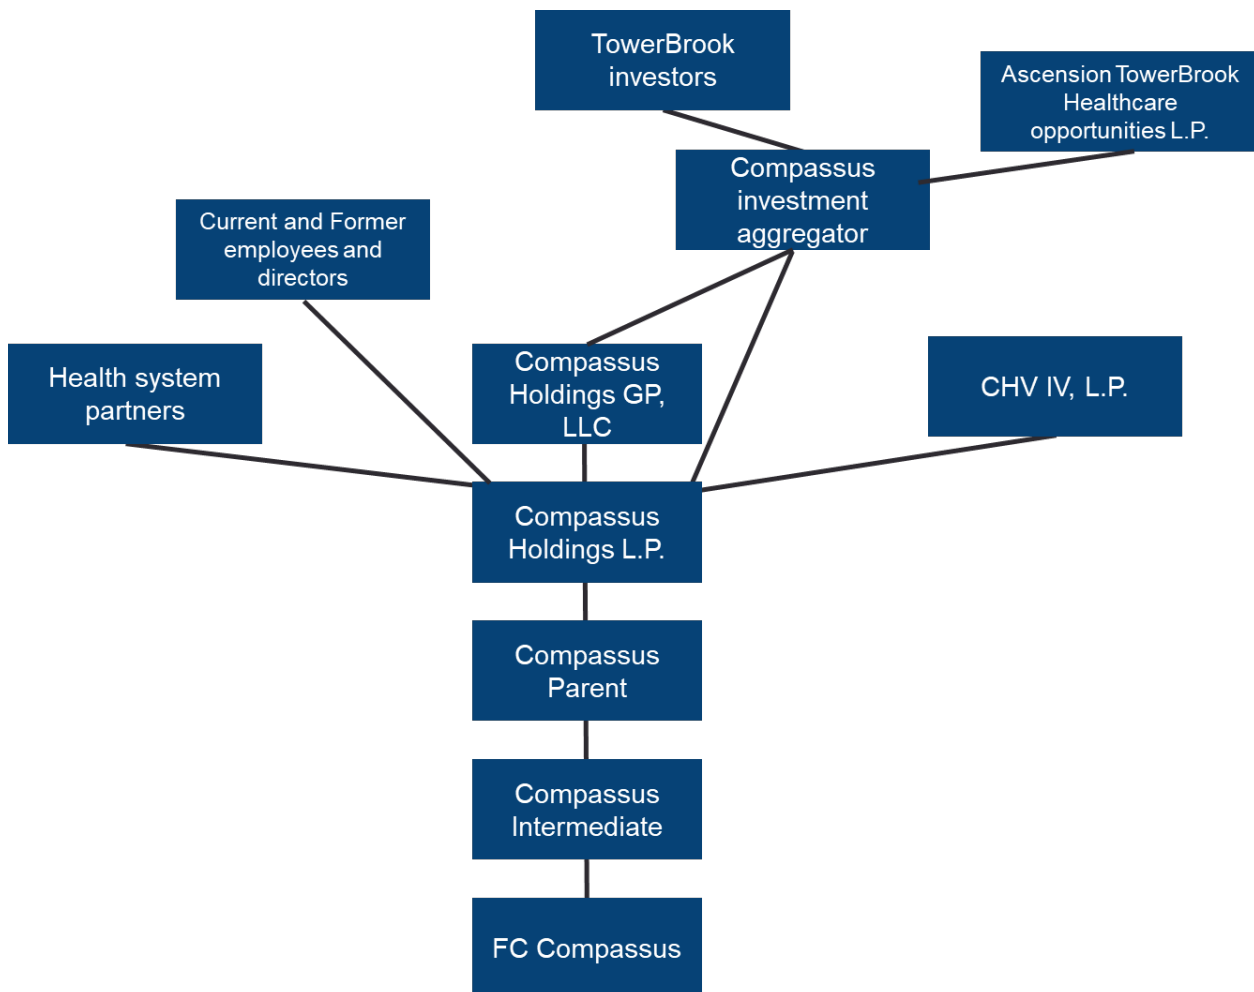 TowerBrook
investors
Ascension TowerBrook
Healthcare
opportunities L.P.
Compassus
investment
aggregator
Current and Former
employees and
directors
Health system
partners
Compassus
Holdings GP,
LLC
CHV IV, L.P.
Compassus
Holdings L.P.
Compassus
Parent
Compassus
Intermediate
FC Compassus